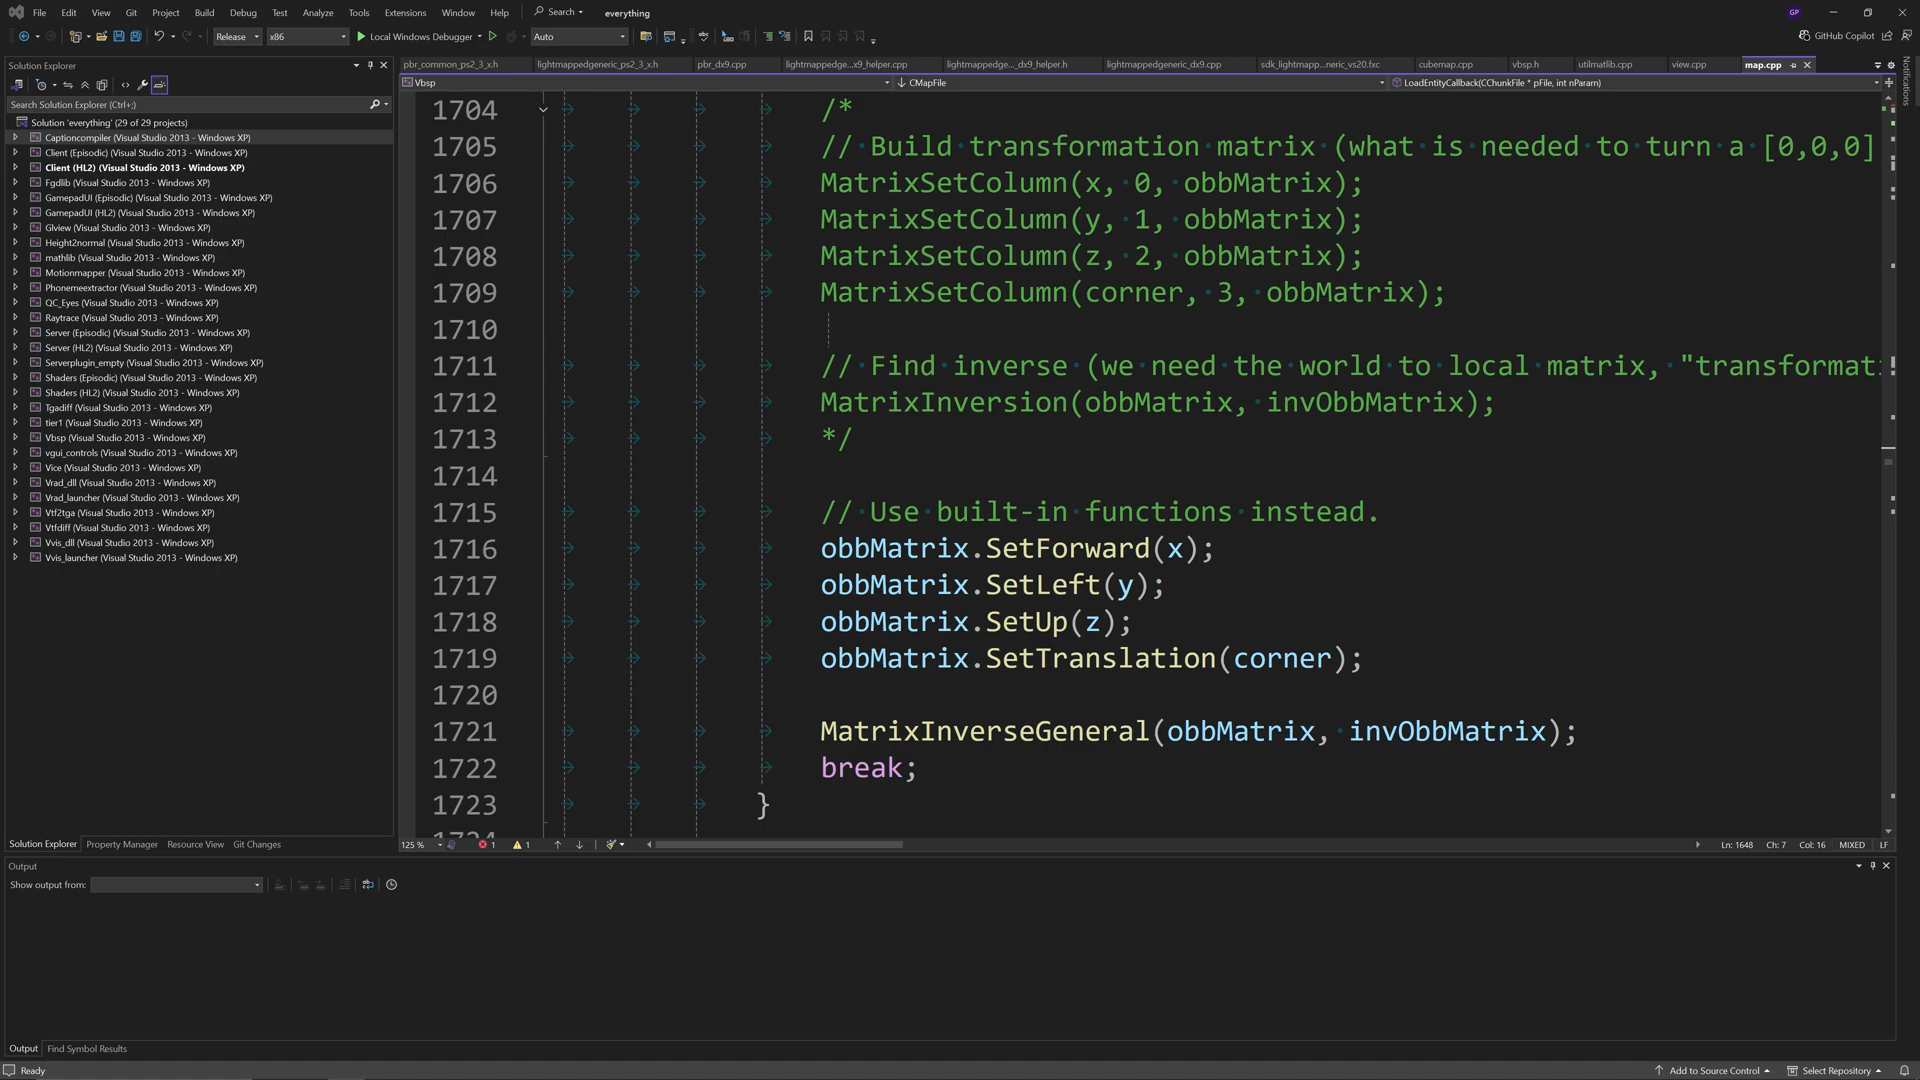 File Edit View Git Project Build Debug Test Analyze Tools Extensions Window Help Search everything GP
Release x86 Local Windows Debugger Auto GitHub Copilot
Solution Explorer
Search Solution Explorer (Ctrl+;)
Solution 'everything' (29 of 29 projects)
Captioncompiler (Visual Studio 2013 - Windows XP)
Client (Episodic) (Visual Studio 2013 - Windows XP)
Client (HL2) (Visual Studio 2013 - Windows XP)
Fgdlib (Visual Studio 2013 - Windows XP)
GamepadUI (Episodic) (Visual Studio 2013 - Windows XP)
GamepadUI (HL2) (Visual Studio 2013 - Windows XP)
Glview (Visual Studio 2013 - Windows XP)
Height2normal (Visual Studio 2013 - Windows XP)
mathlib (Visual Studio 2013 - Windows XP)
Motionmapper (Visual Studio 2013 - Windows XP)
Phonemeextractor (Visual Studio 2013 - Windows XP)
QC_Eyes (Visual Studio 2013 - Windows XP)
Raytrace (Visual Studio 2013 - Windows XP)
Server (Episodic) (Visual Studio 2013 - Windows XP)
Server (HL2) (Visual Studio 2013 - Windows XP)
Serverplugin_empty (Visual Studio 2013 - Windows XP)
Shaders (Episodic) (Visual Studio 2013 - Windows XP)
Shaders (HL2) (Visual Studio 2013 - Windows XP)
Tgadiff (Visual Studio 2013 - Windows XP)
tier1 (Visual Studio 2013 - Windows XP)
Vbsp (Visual Studio 2013 - Windows XP)
vgui_controls (Visual Studio 2013 - Windows XP)
Vice (Visual Studio 2013 - Windows XP)
Vrad_dll (Visual Studio 2013 - Windows XP)
Vrad_launcher (Visual Studio 2013 - Windows XP)
Vtf2tga (Visual Studio 2013 - Windows XP)
Vtfdiff (Visual Studio 2013 - Windows XP)
Vvis_dll (Visual Studio 2013 - Windows XP)
Vvis_launcher (Visual Studio 2013 - Windows XP)
Solution Explorer Property Manager Resource View Git Changes
pbr_common_ps2_3_x.h lightmappedgeneric_ps2_3_x.h pbr_dx9.cpp lightmappedge...x9_helper.cpp lightmappedge..._dx9_helper.h lightmappedgeneric_dx9.cpp sdk_lightmapp...neric_vs20.fxc cubemap.cpp vbsp.h utilmatlib.cpp view.cpp map.cpp
Vbsp CMapFile LoadEntityCallback(CChunkFile * pFile, int nParam)
1704 /*
1705 // Build transformation matrix (what is needed to turn a [0,0,0]
1706 MatrixSetColumn(x, 0, obbMatrix);
1707 MatrixSetColumn(y, 1, obbMatrix);
1708 MatrixSetColumn(z, 2, obbMatrix);
1709 MatrixSetColumn(corner, 3, obbMatrix);
1710
1711 // Find inverse (we need the world to local matrix, "transformati
1712 MatrixInversion(obbMatrix, invObbMatrix);
1713 */
1714
1715 // Use built-in functions instead.
1716 obbMatrix.SetForward(x);
1717 obbMatrix.SetLeft(y);
1718 obbMatrix.SetUp(z);
1719 obbMatrix.SetTranslation(corner);
1720
1721 MatrixInverseGeneral(obbMatrix, invObbMatrix);
1722 break;
1723 }
1724
125 % 1 1 Ln: 1648 Ch: 7 Col: 16 MIXED LF
Notifications
Output
Show output from:
Output Find Symbol Results
Ready Add to Source Control Select Repository